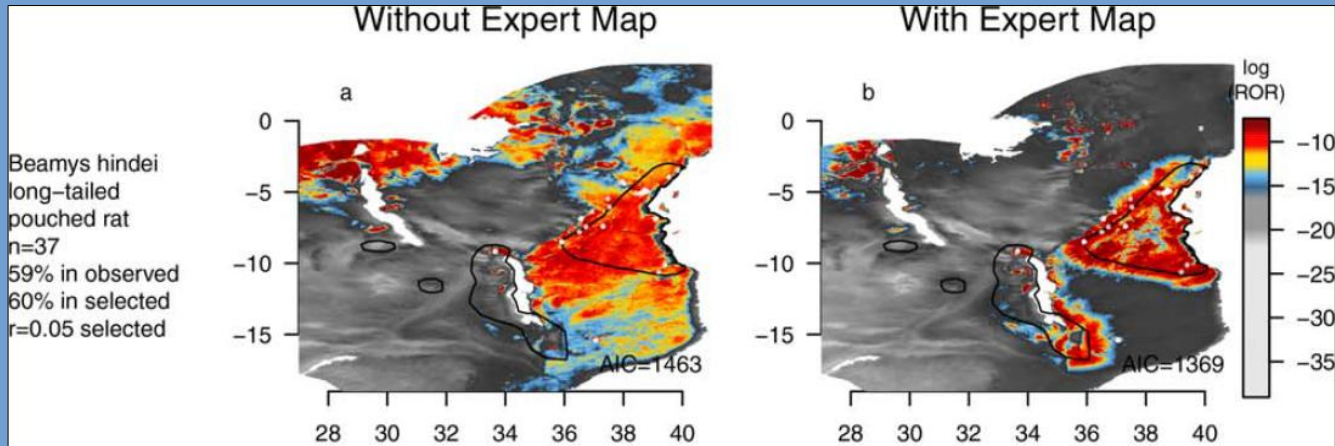 Without Expert Map
With Expert Map
Beamys hindei
long−tailed
pouched rat
n=37
59% in observed
60% in selected
r=0.05 selected
a
0
−5
−10
−15
AIC=1463
28 30 32 34 36 38 40
b
0
−5
−10
−15
AIC=1369
28 30 32 34 36 38 40
log
(ROR)
−10
−15
−20
−25
−30
−35